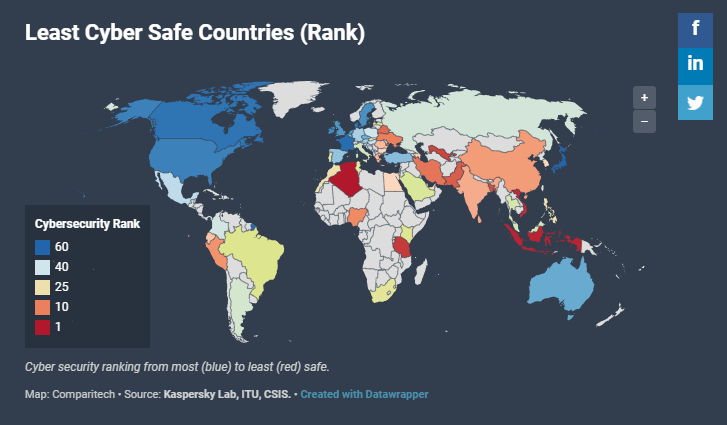 Least Cyber Safe Countries (Rank)
f
in
+
−
Cybersecurity Rank
60
40
25
10
1
Cyber security ranking from most (blue) to least (red) safe.
Map: Comparitech • Source: Kaspersky Lab, ITU, CSIS. • Created with Datawrapper